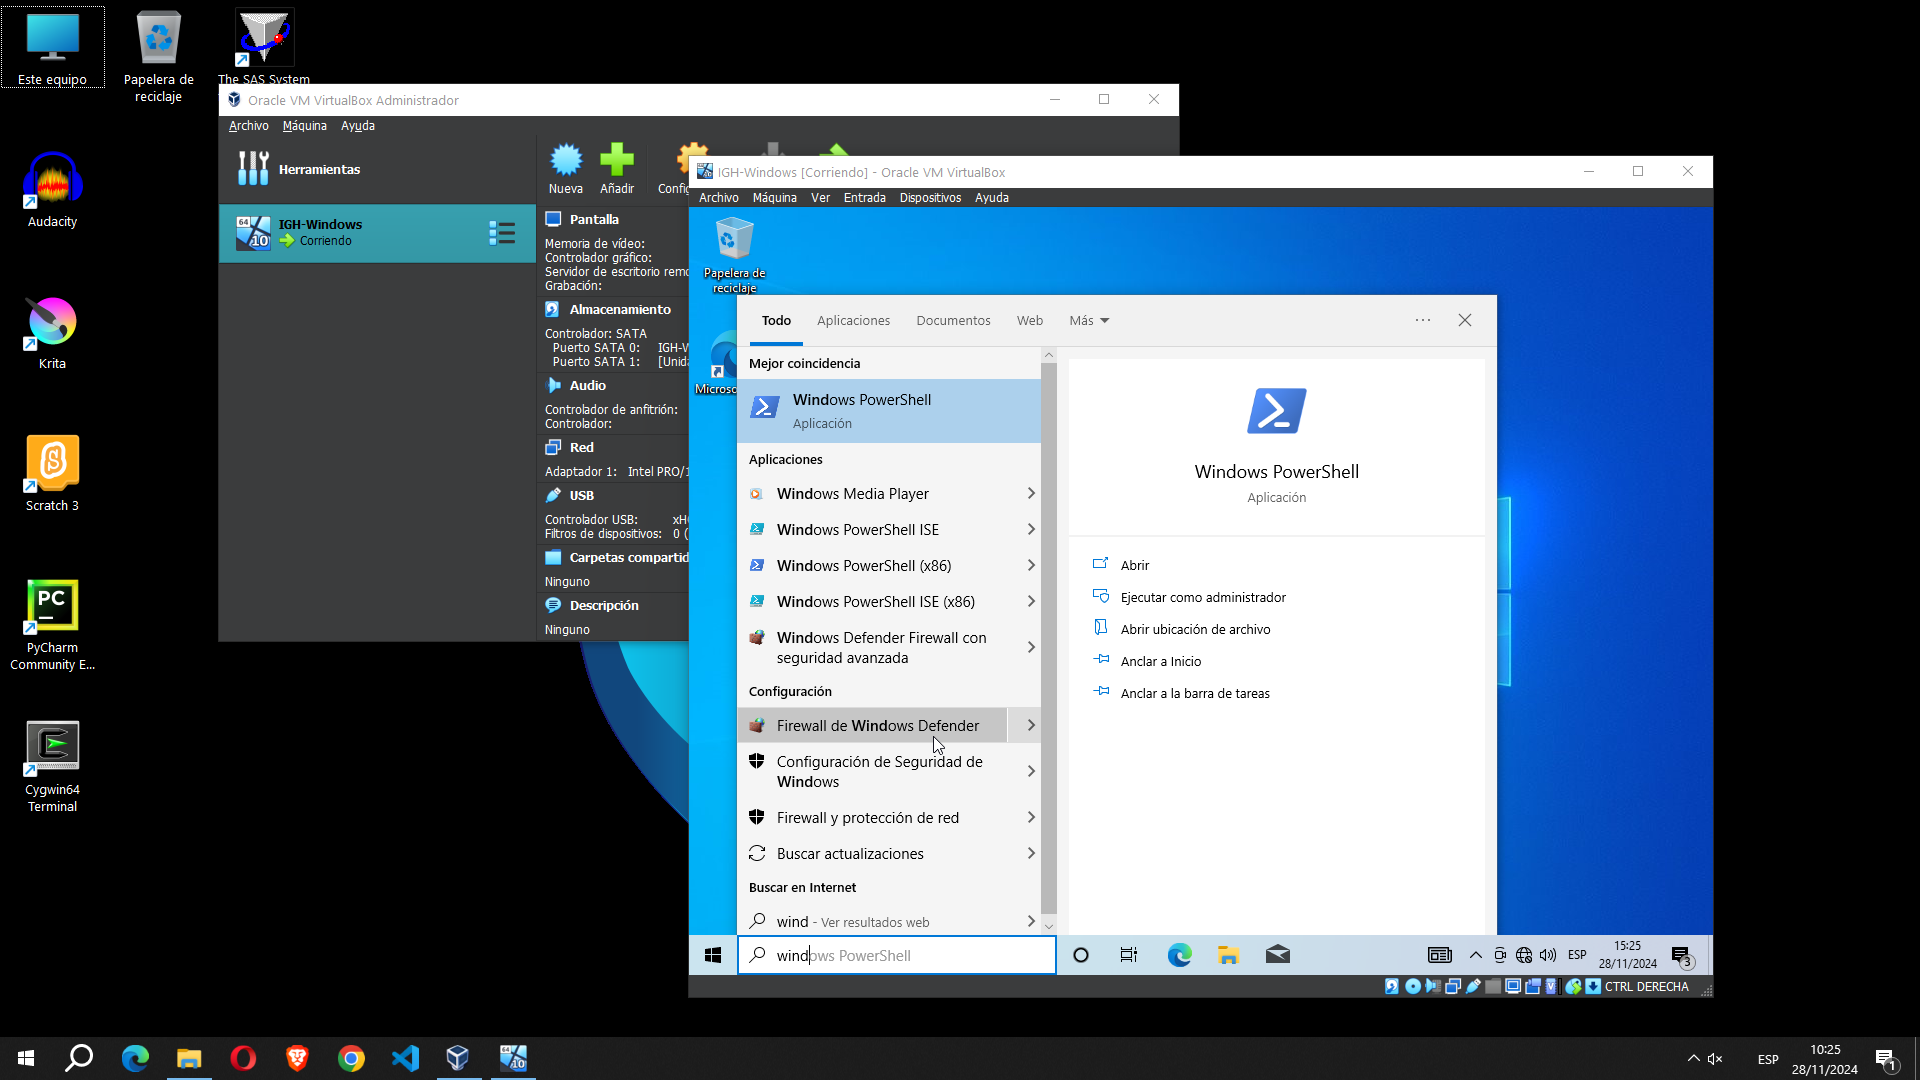 Este equipo
Papelera de
reciclaje
The SAS System
Audacity
Krita
Scratch 3
PyCharm
Community E...
Cygwin64
Terminal
Oracle VM VirtualBox Administrador
Archivo Máquina Ayuda
Herramientas
Nueva Añadir
IGH-Windows
Corriendo
Pantalla
Memoria de vídeo:
Controlador gráfico:
Servidor de escritorio
Grabación:
Almacenamiento
Controlador: SATA
Puerto SATA 0:
Puerto SATA 1:
Audio
Controlador de anfitrión:
Controlador:
Red
Adaptador 1: Intel
USB
Controlador USB:
Filtros de dispositivos: 0
Carpetas
Ninguno
Descripción
Ninguno
IGH-Windows [Corriendo] - Oracle VM VirtualBox
Archivo Máquina Ver Entrada Dispositivos Ayuda
Papelera de
reciclaje
Todo Aplicaciones Documentos Web Más
Mejor coincidencia
Windows PowerShell
Aplicación
Aplicaciones
Windows Media Player
Windows PowerShell ISE
Windows PowerShell (x86)
Windows PowerShell ISE (x86)
Windows Defender Firewall con
seguridad avanzada
Configuración
Firewall de Windows Defender
Configuración de Seguridad de
Windows
Firewall y protección de red
Buscar actualizaciones
Buscar en Internet
wind - Ver resultados web
windows PowerShell
Windows PowerShell
Aplicación
Abrir
Ejecutar como administrador
Abrir ubicación de archivo
Anclar a Inicio
Anclar a la barra de tareas
ESP
15:25
28/11/2024
3
CTRL DERECHA
ESP
10:25
28/11/2024
1